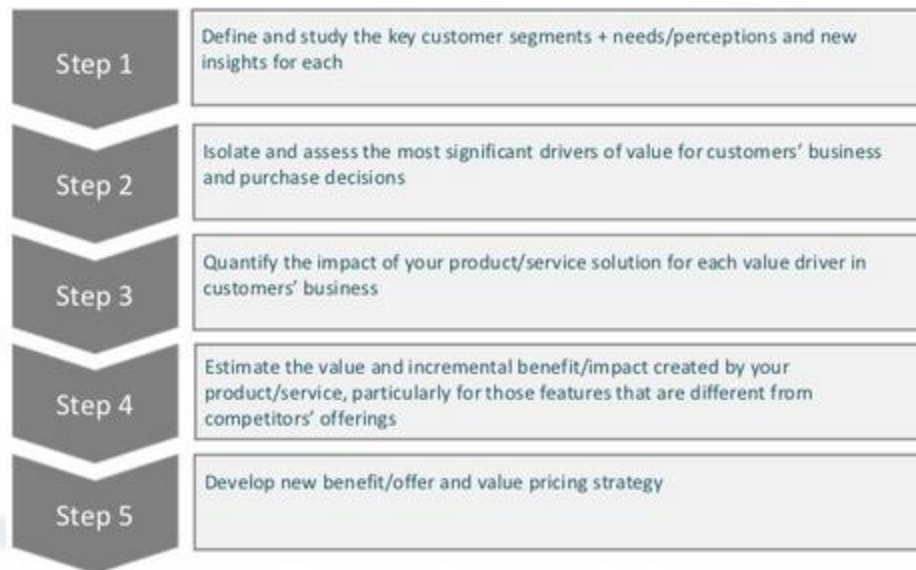 Step 1
Define and study the key customer segments + needs/perceptions and new
insights for each
Step 2
Isolate and assess the most significant drivers of value for customers' business
and purchase decisions
Step 3
Quantify the impact of your product/service solution for each value driver in
customers' business
Step 4
Estimate the value and incremental benefit/impact created by your
product/service, particularly for those features that are different from
competitors' offerings
Step 5
Develop new benefit/offer and value pricing strategy